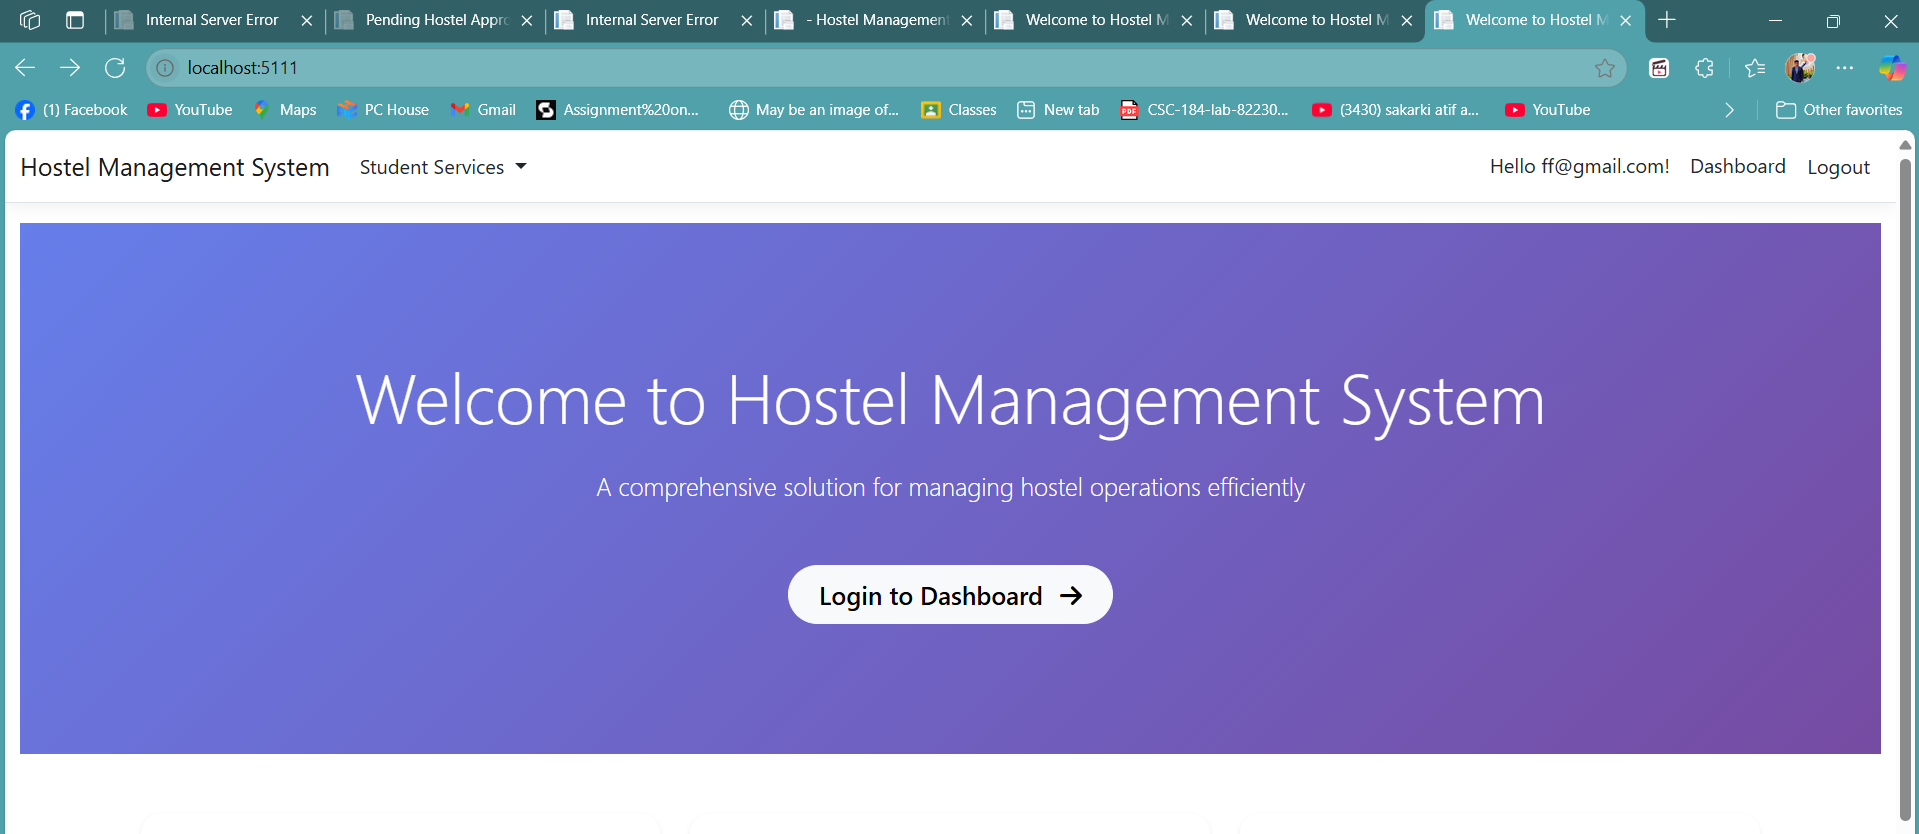 Internal Server Error
Pending Hostel Appro
Internal Server Error
- Hostel Management
Welcome to Hostel M
Welcome to Hostel M
Welcome to Hostel M
localhost:5111
(1) Facebook
YouTube
Maps
PC House
Gmail
Assignment%20on...
May be an image of...
Classes
New tab
PDF
CSC-184-lab-82230...
(3430) sakarki atif a...
YouTube
Other favorites
Hostel Management System
Student Services
Hello ff@gmail.com!
Dashboard
Logout
Welcome to Hostel Management System
A comprehensive solution for managing hostel operations efficiently
Login to Dashboard